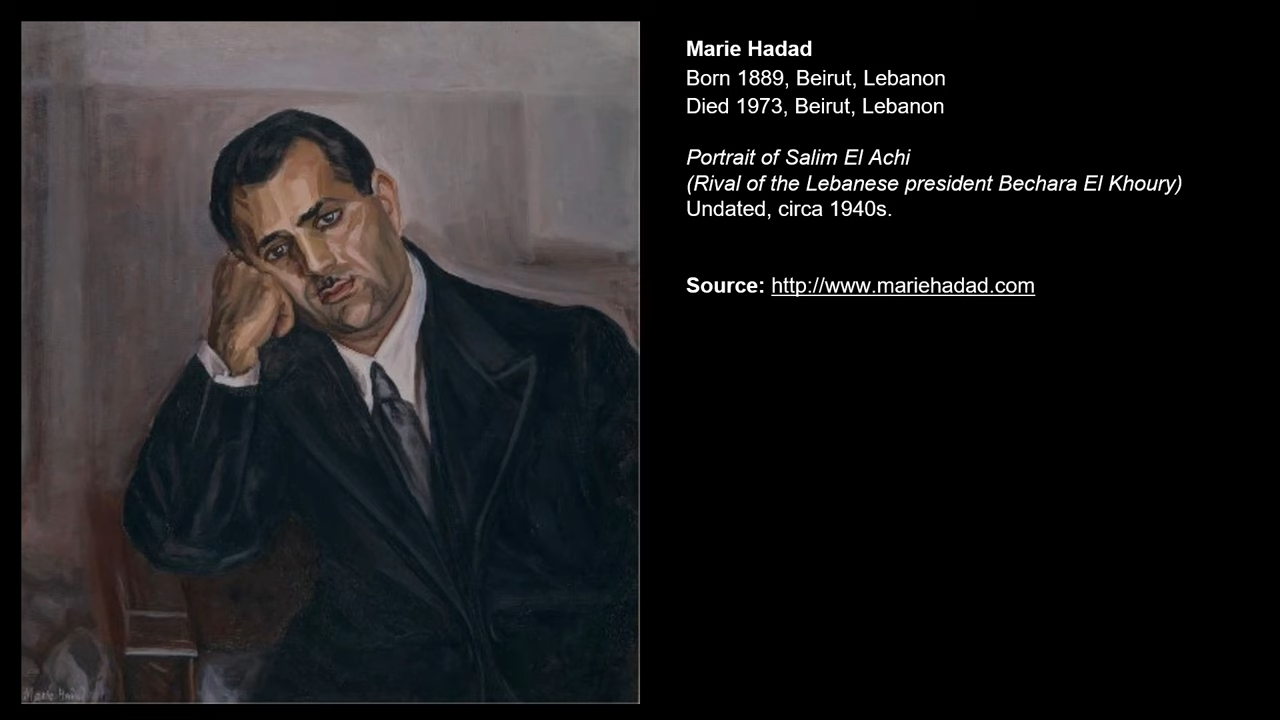 Marie Hadad
Born 1889, Beirut, Lebanon
Died 1973, Beirut, Lebanon
Portrait of Salim El Achi
(Rival of the Lebanese president Bechara El Khoury)
Undated, circa 1940s.
Source: http://www.mariehadad.com